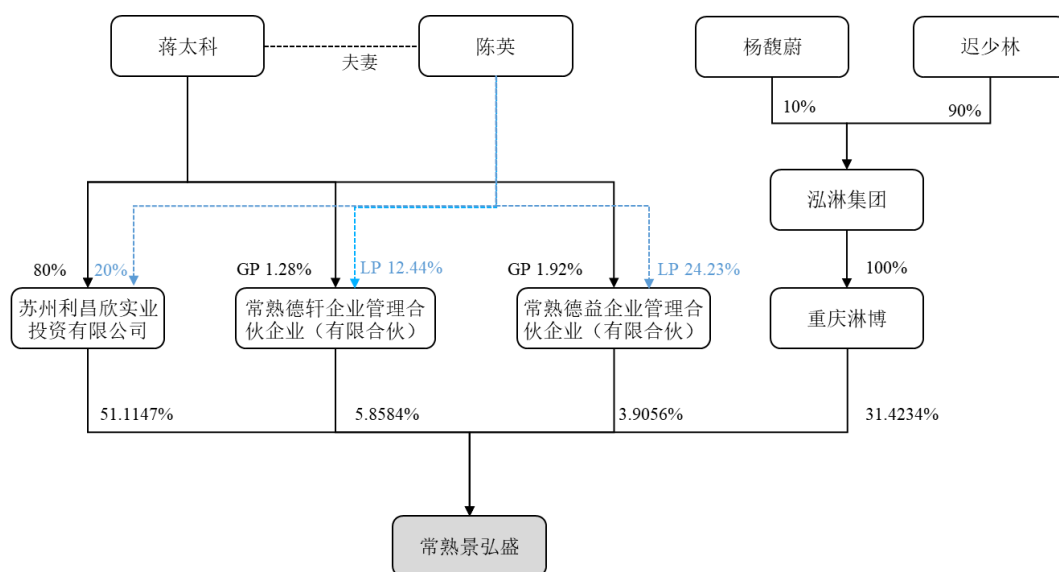 蒋太科
陈英
夫妻
杨馥蔚
迟少林
10%
90%
泓淋集团
80%
20%
GP 1.28%
LP 12.44%
GP 1.92%
LP 24.23%
100%
苏州利昌欣实业
投资有限公司
常熟德轩企业管理合
伙企业（有限合伙）
常熟德益企业管理合
伙企业（有限合伙）
重庆淋博
51.1147%
5.8584%
3.9056%
31.4234%
常熟景弘盛